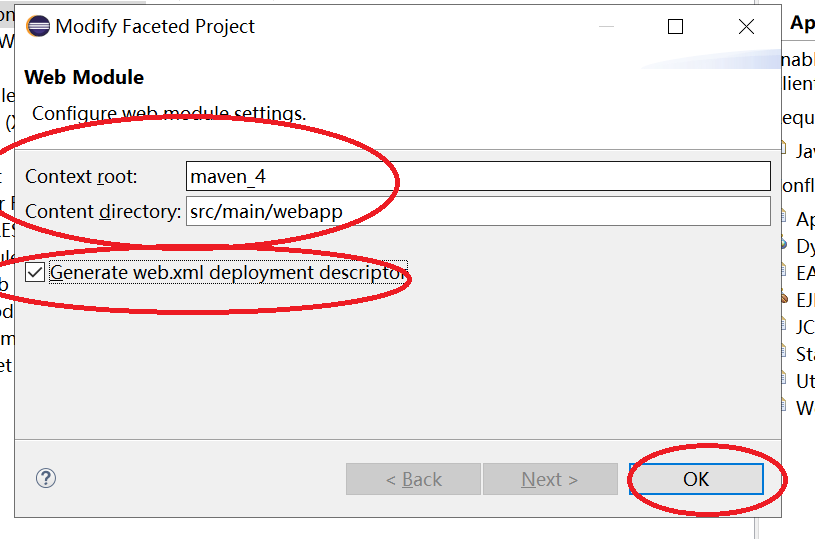 Modify Faceted Project
Web Module
Configure web module settings.
Context root: maven_4
Content directory: src/main/webapp
Generate web.xml deployment descriptor
< Back
Next >
OK